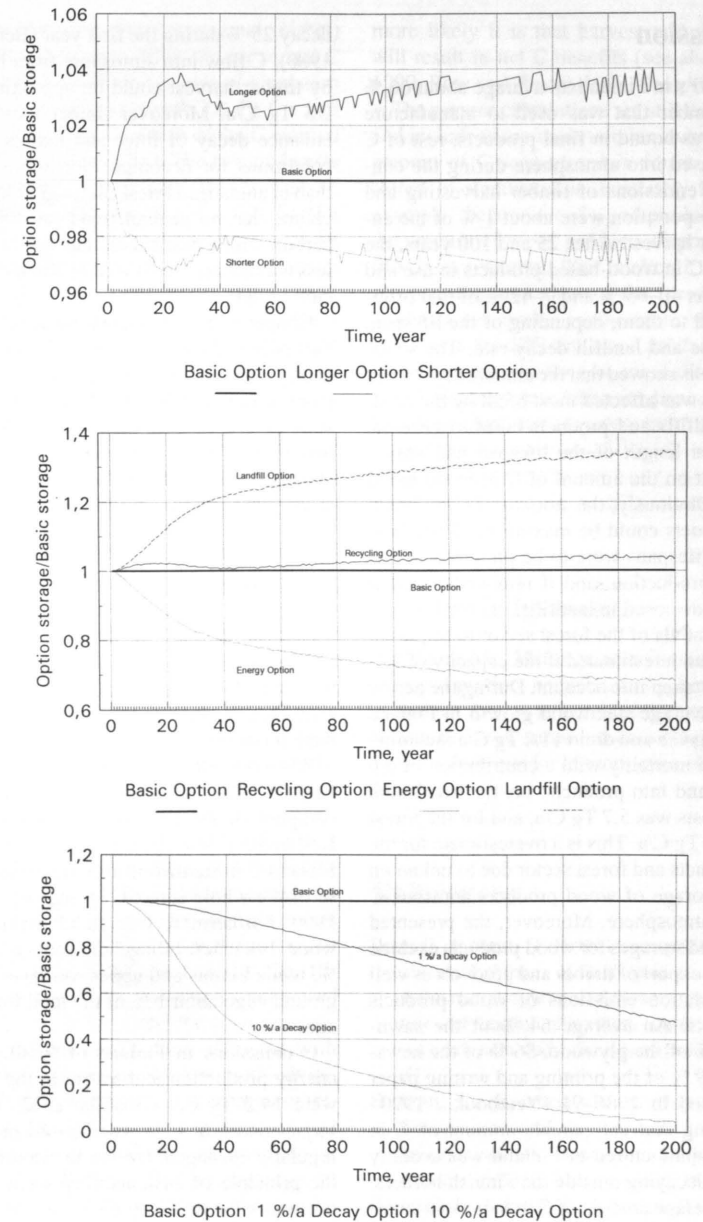 1,06
1,04
1,02
1
0,98
0,96
Option storage/Basic storage
Longer Option
Basic Option
Shorter Option
0 20 40 60 80 100 120 140 160 180 200
Time, year
Basic Option Longer Option Shorter Option
1,4
1,2
1
0,8
0,6
Option storage/Basic storage
Landfill Option
Recycling Option
Basic Option
Energy Option
0 20 40 60 80 100 120 140 160 180 200
Time, year
Basic Option Recycling Option Energy Option Landfill Option
1,2
1
0,8
0,6
0,4
0,2
0
Option storage/Basic storage
Basic Option
1 %/a Decay Option
10 %/a Decay Option
0 20 40 60 80 100 120 140 160 180 200
Time, year
Basic Option 1 %/a Decay Option 10 %/a Decay Option